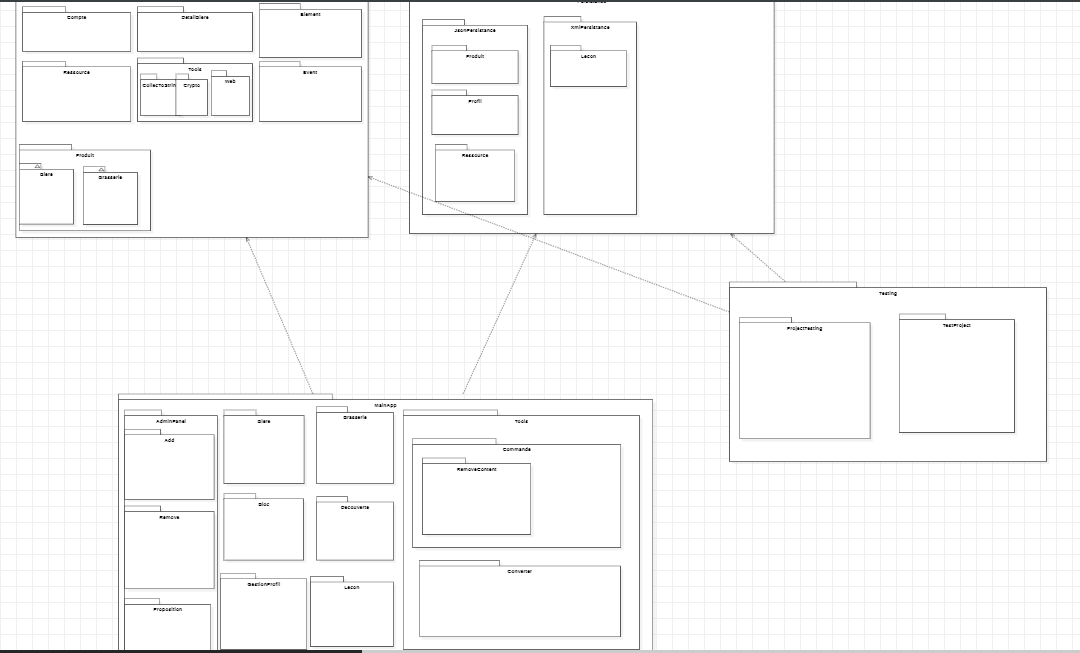 Compte
DetailBiere
Element
Ressource
Tools
Crypto
Web
Event
Produit
Biere
Brasserie
JsonPersistance
Produit
Profil
Ressource
XmlPersistance
Lecon
Testing
ProjectTesting
TestProject
MainApp
AdminPanel
Add
Remove
Proposition
Biere
Brasserie
Bloc
Decouverte
GestionProfil
Lecon
Tools
Commande
RemoveContent
Converter